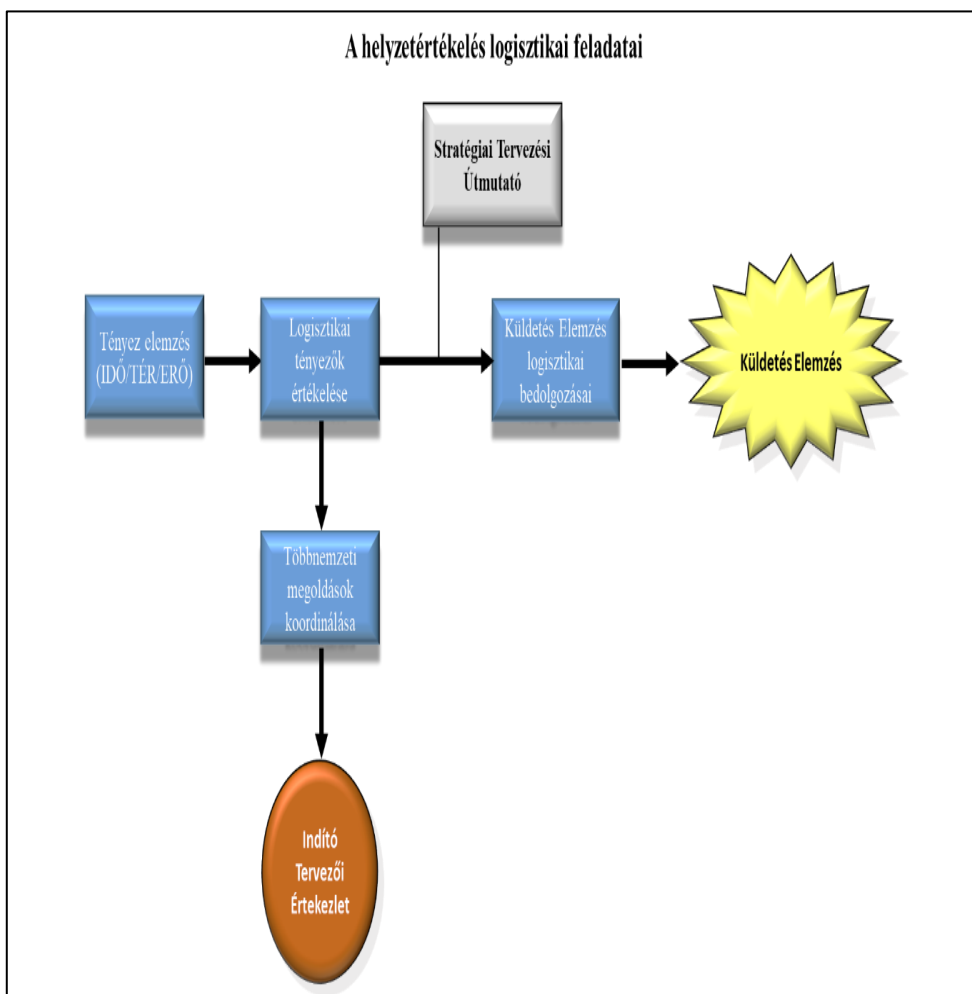 A helyzetértékelés logisztikai feladatai
Stratégiai Tervezési
Útmutató
Tényez elemzés
(IDŐ/TÉR/ERŐ)
Logisztikai
tényezők
értékelése
Küldetés Elemzés
logisztikai
bedolgozásai
Küldetés Elemzés
Többnemzeti
megoldások
koordinálása
Indító
Tervezői
Értekezlet